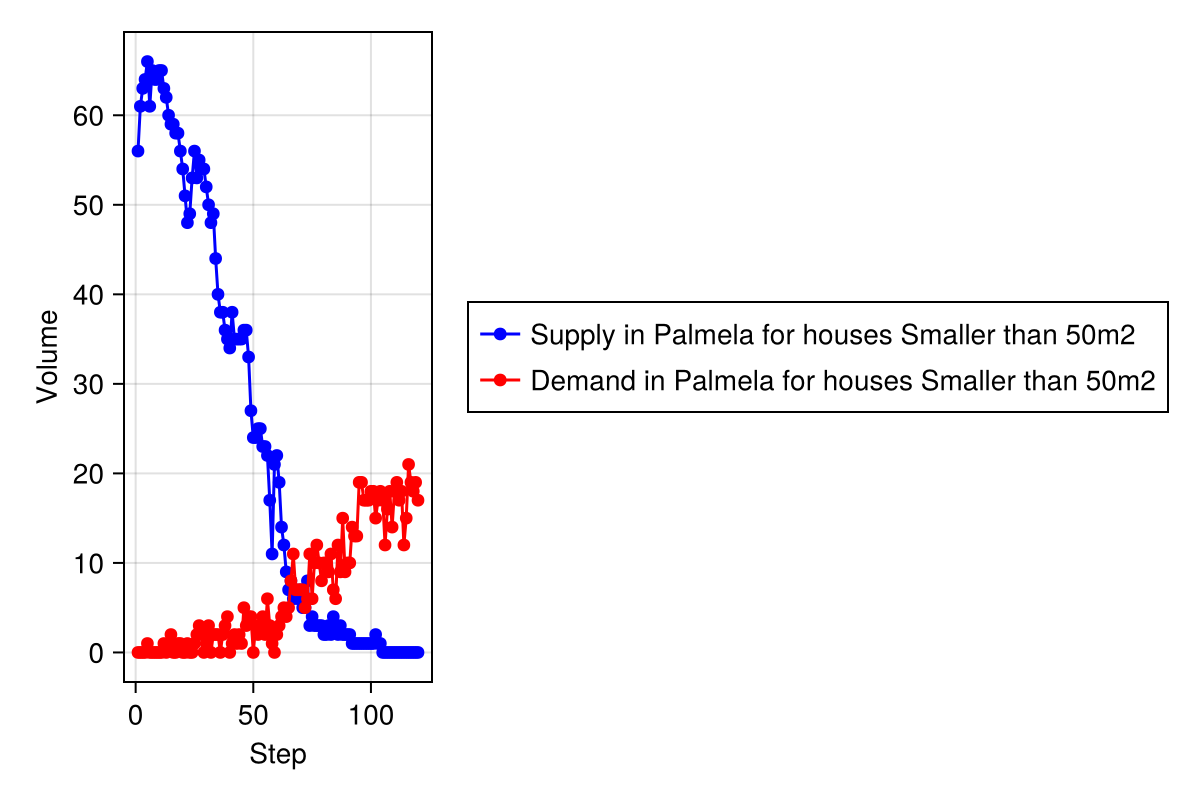 60
50
40
30
20
10
0
Volume
0 50 100
Step
Supply in Palmela for houses Smaller than 50m2
Demand in Palmela for houses Smaller than 50m2